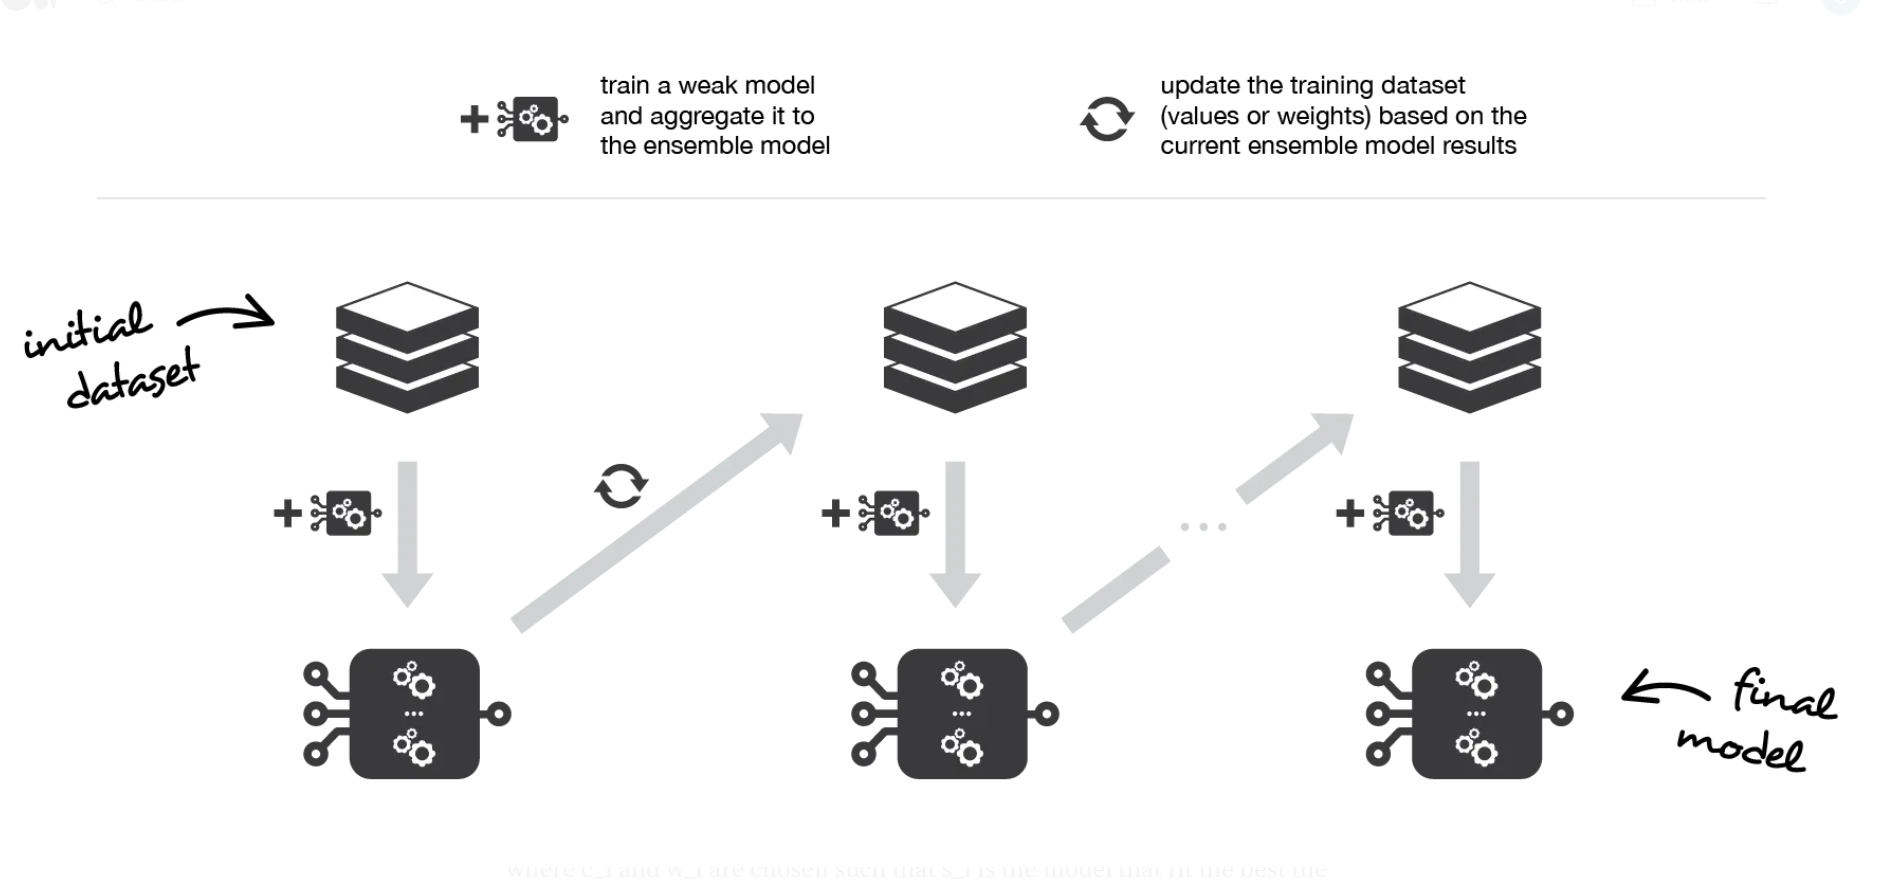 train a weak model
and aggregate it to
the ensemble model
update the training dataset
(values or weights) based on the
current ensemble model results
initial
dataset
final
model
where c_l and w_l are chosen such that s_l is the model that fit the best the